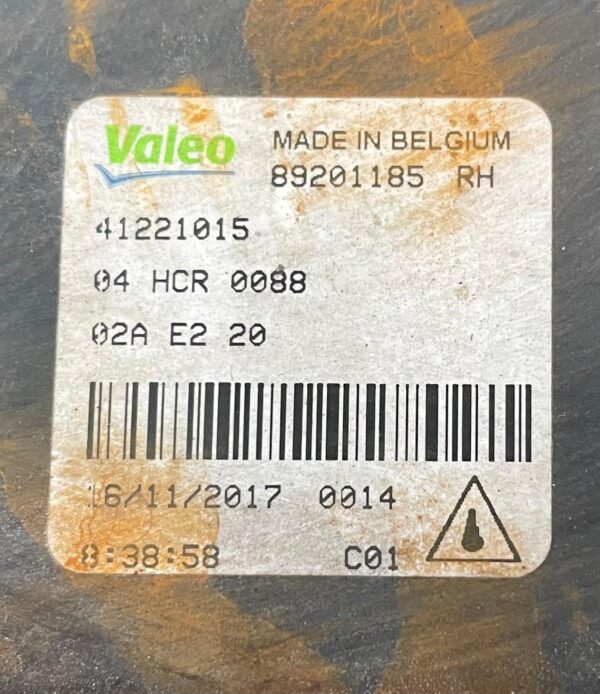 Valeo
MADE IN BELGIUM
89201185 RH
41221015
04 HCR 0088
02A E2 20
16/11/2017 0014
8:38:58 C01